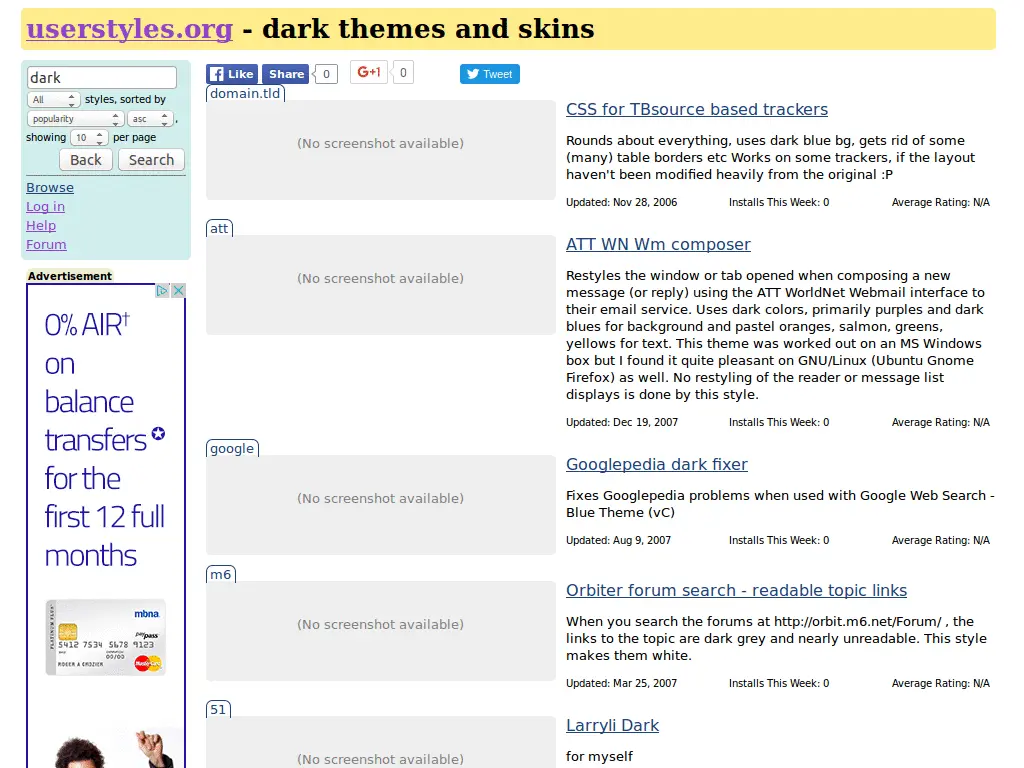 userstyles.org - dark themes and skins
dark
All styles, sorted by
popularity asc ,
showing 10 per page
Back Search
Browse
Log in
Help
Forum
Advertisement
0% AIR†
on
balance
transfers✪
for the
first 12 full
months
PLATINUM PLUS
mbna
paypass
5412 7534 5678 9123
00/00
MasterCard
Like Share 0 G+1 0 Tweet
domain.tld
(No screenshot available)
CSS for TBsource based trackers
Rounds about everything, uses dark blue bg, gets rid of some
(many) table borders etc Works on some trackers, if the layout
haven't been modified heavily from the original :P
Updated: Nov 28, 2006 Installs This Week: 0 Average Rating: N/A
att
(No screenshot available)
ATT WN Wm composer
Restyles the window or tab opened when composing a new
message (or reply) using the ATT WorldNet Webmail interface to
their email service. Uses dark colors, primarily purples and dark
blues for background and pastel oranges, salmon, greens,
yellows for text. This theme was worked out on an MS Windows
box but I found it quite pleasant on GNU/Linux (Ubuntu Gnome
Firefox) as well. No restyling of the reader or message list
displays is done by this style.
Updated: Dec 19, 2007 Installs This Week: 0 Average Rating: N/A
google
(No screenshot available)
Googlepedia dark fixer
Fixes Googlepedia problems when used with Google Web Search -
Blue Theme (vC)
Updated: Aug 9, 2007 Installs This Week: 0 Average Rating: N/A
m6
(No screenshot available)
Orbiter forum search - readable topic links
When you search the forums at http://orbit.m6.net/Forum/ , the
links to the topic are dark grey and nearly unreadable. This style
makes them white.
Updated: Mar 25, 2007 Installs This Week: 0 Average Rating: N/A
51
(No screenshot available)
Larryli Dark
for myself